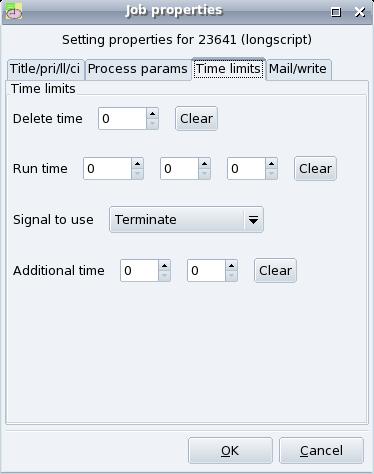 Job properties
Setting properties for 23641 (longscript)
Title/pri/ll/ci Process params Time limits Mail/write
Time limits
Delete time 0 Clear
Run time 0 0 0 Clear
Signal to use Terminate
Additional time 0 0 Clear
OK Cancel